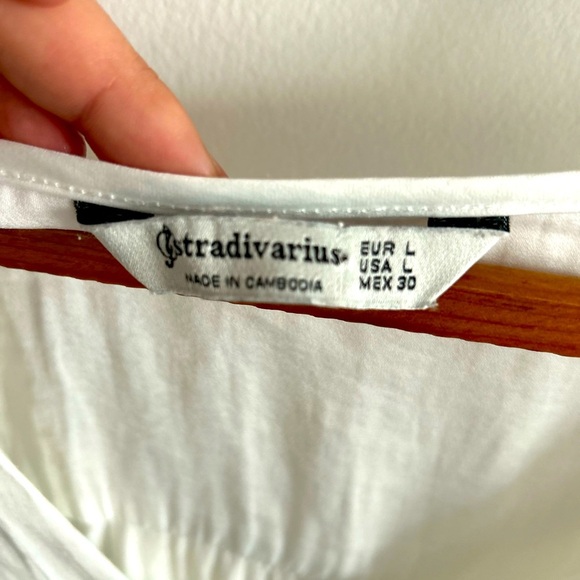 stradivarius
MADE IN CAMBODIA
EUR L
USA L
MEX 30